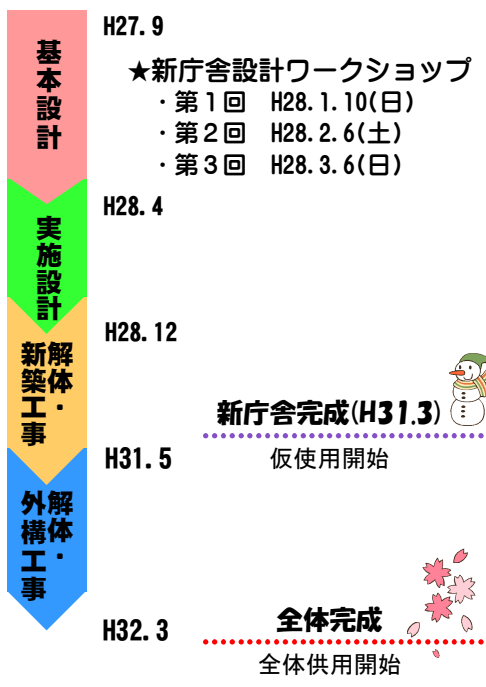 H27.9
基本設計
★新庁舎設計ワークショップ
・第1回 H28.1.10(日)
・第2回 H28.2.6(土)
・第3回 H28.3.6(日)
H28.4
実施設計
H28.12
解体・
新築工事
新庁舎完成(H31.3)
H31.5
仮使用開始
解体・
外構工事
全体完成
H32.3
全体供用開始